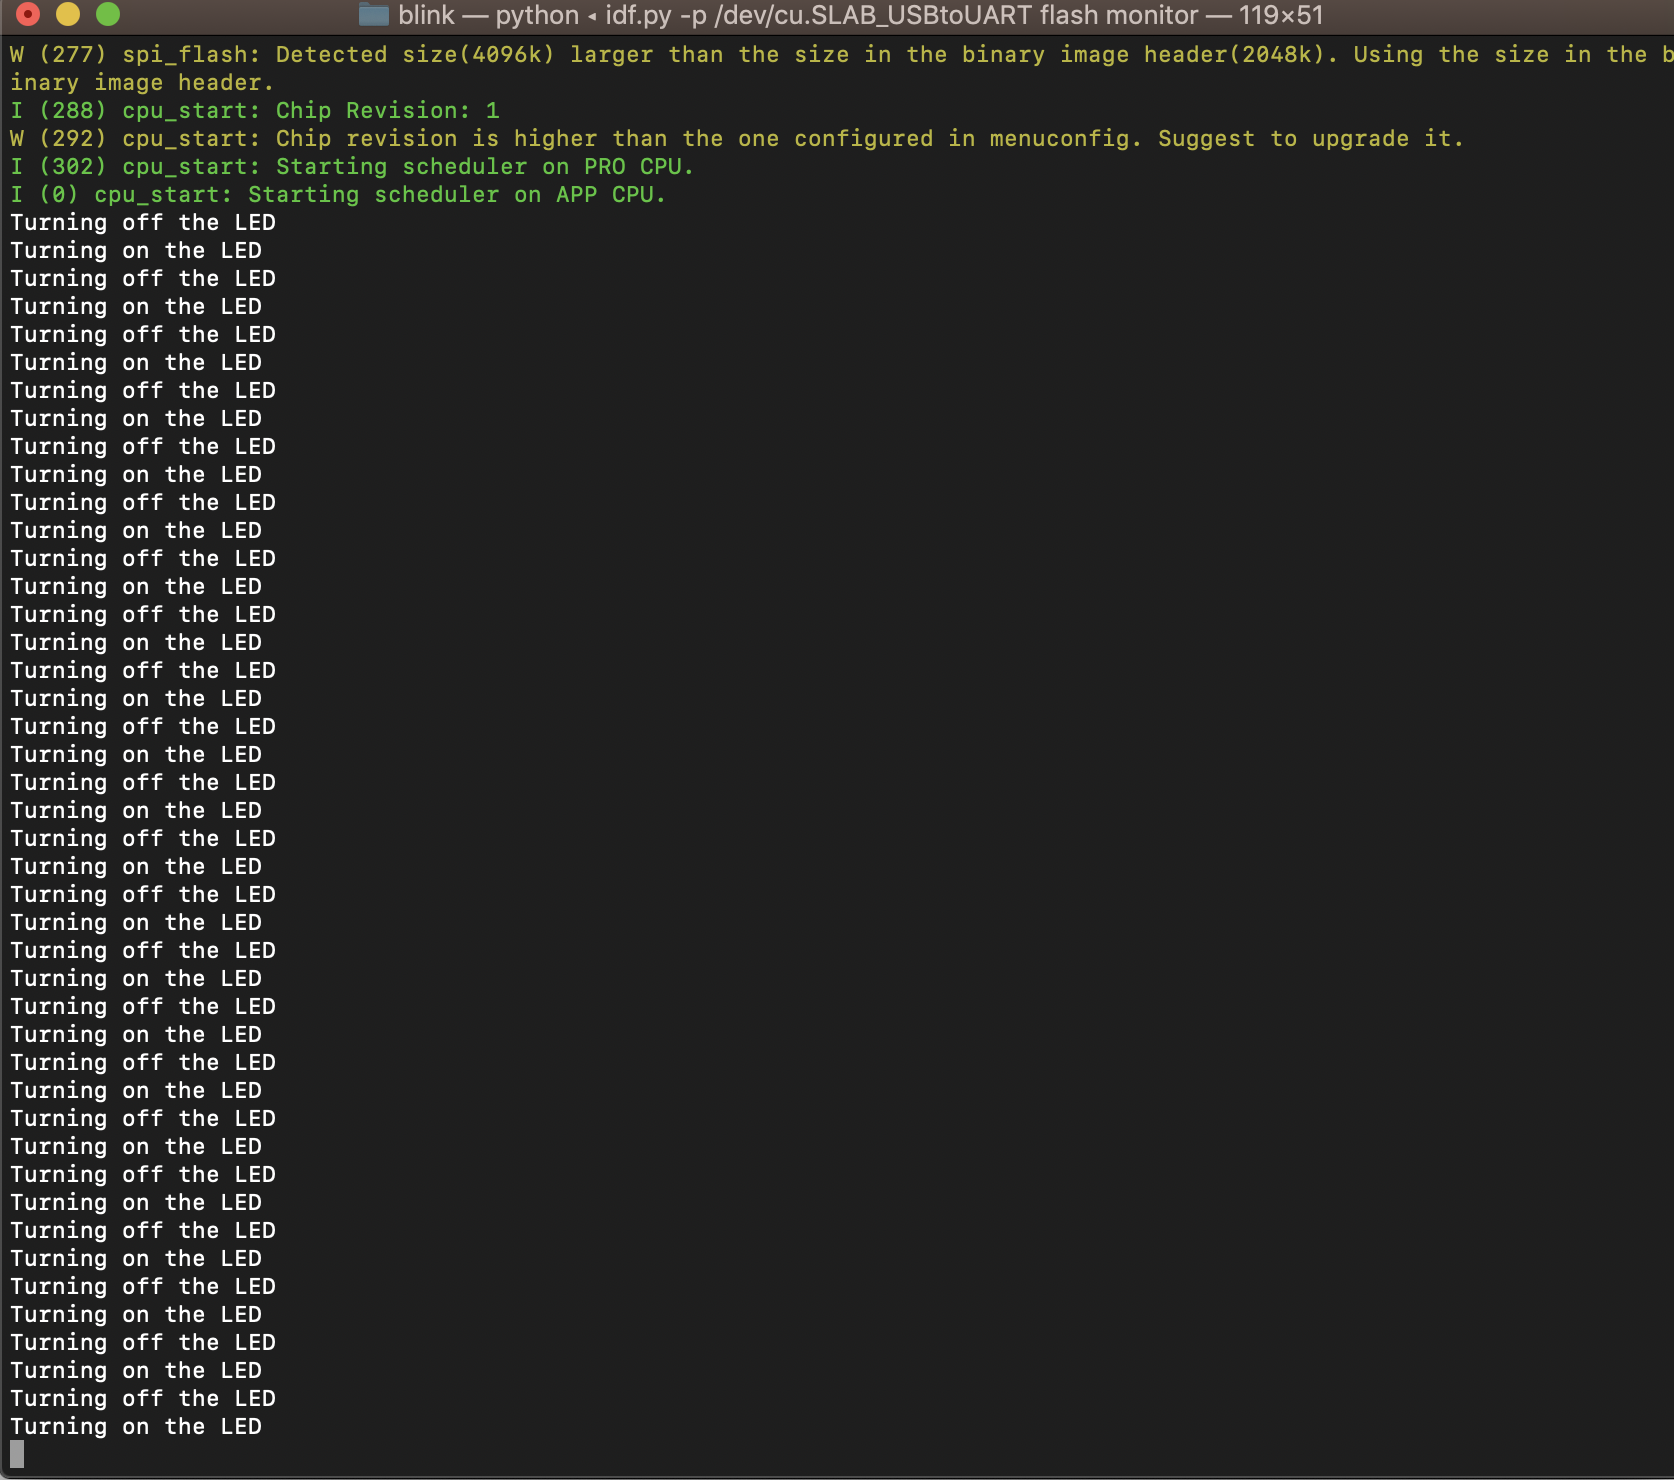 blink — python ◂ idf.py -p /dev/cu.SLAB_USBtoUART flash monitor — 119×51
W (277) spi_flash: Detected size(4096k) larger than the size in the binary image header(2048k). Using the size in the b
inary image header.
I (288) cpu_start: Chip Revision: 1
W (292) cpu_start: Chip revision is higher than the one configured in menuconfig. Suggest to upgrade it.
I (302) cpu_start: Starting scheduler on PRO CPU.
I (0) cpu_start: Starting scheduler on APP CPU.
Turning off the LED
Turning on the LED
Turning off the LED
Turning on the LED
Turning off the LED
Turning on the LED
Turning off the LED
Turning on the LED
Turning off the LED
Turning on the LED
Turning off the LED
Turning on the LED
Turning off the LED
Turning on the LED
Turning off the LED
Turning on the LED
Turning off the LED
Turning on the LED
Turning off the LED
Turning on the LED
Turning off the LED
Turning on the LED
Turning off the LED
Turning on the LED
Turning off the LED
Turning on the LED
Turning off the LED
Turning on the LED
Turning off the LED
Turning on the LED
Turning off the LED
Turning on the LED
Turning off the LED
Turning on the LED
Turning off the LED
Turning on the LED
Turning off the LED
Turning on the LED
Turning off the LED
Turning on the LED
Turning off the LED
Turning on the LED
Turning off the LED
Turning on the LED